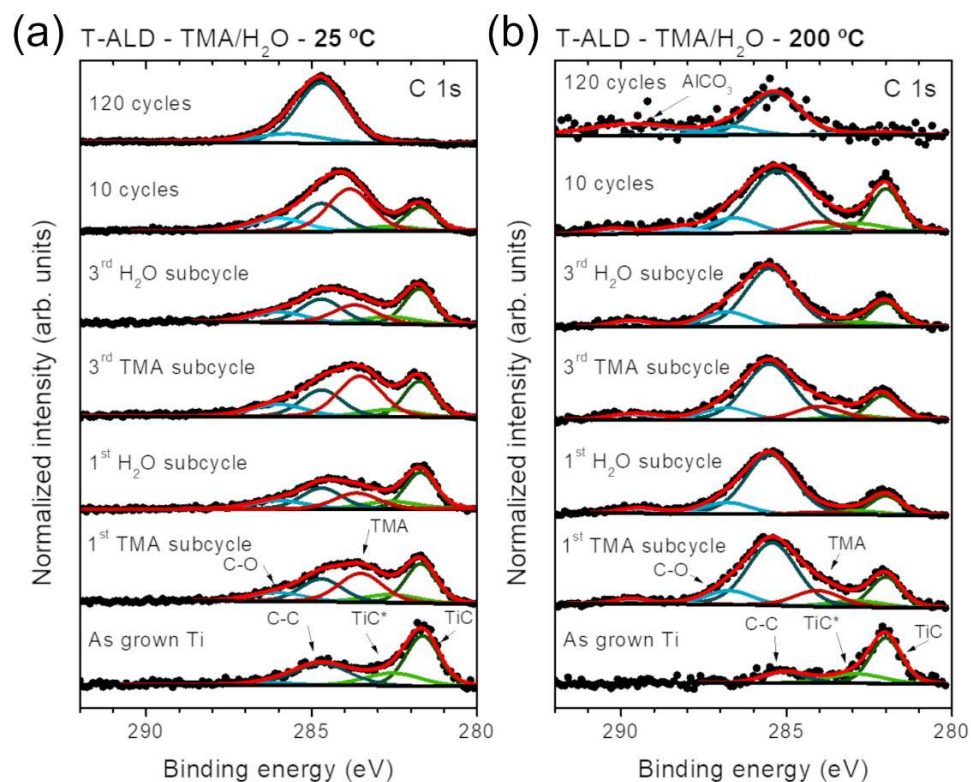 (a) T-ALD - TMA/H₂O - 25 ºC
C 1s
120 cycles
10 cycles
3rd H₂O subcycle
3rd TMA subcycle
1st H₂O subcycle
1st TMA subcycle
TMA
C-O
C-C
TiC*
TiC
As grown Ti
Normalized intensity (arb. units)
290
285
280
Binding energy (eV)
(b) T-ALD - TMA/H₂O - 200 ºC
C 1s
120 cycles
AlCO₃
10 cycles
3rd H₂O subcycle
3rd TMA subcycle
1st H₂O subcycle
1st TMA subcycle
TMA
C-O
C-C
TiC*
TiC
As grown Ti
Normalized intensity (arb. units)
290
285
280
Binding energy (eV)